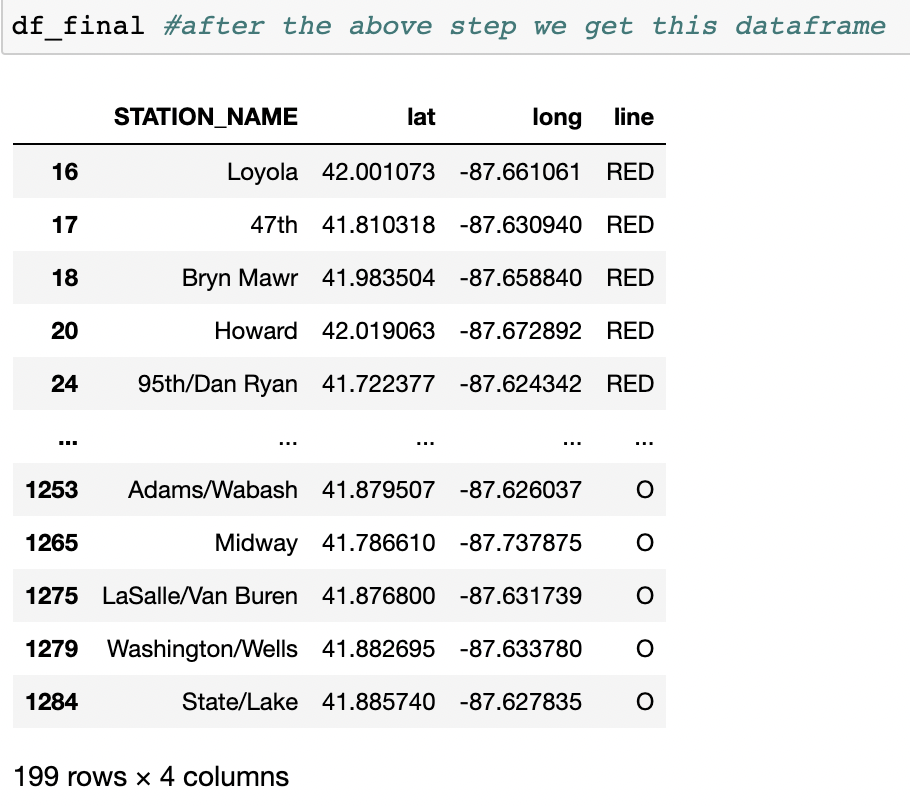 df_final #after the above step we get this dataframe
STATION_NAME lat long line
16 Loyola 42.001073 -87.661061 RED
17 47th 41.810318 -87.630940 RED
18 Bryn Mawr 41.983504 -87.658840 RED
20 Howard 42.019063 -87.672892 RED
24 95th/Dan Ryan 41.722377 -87.624342 RED
... ... ... ... ...
1253 Adams/Wabash 41.879507 -87.626037 O
1265 Midway 41.786610 -87.737875 O
1275 LaSalle/Van Buren 41.876800 -87.631739 O
1279 Washington/Wells 41.882695 -87.633780 O
1284 State/Lake 41.885740 -87.627835 O
199 rows × 4 columns